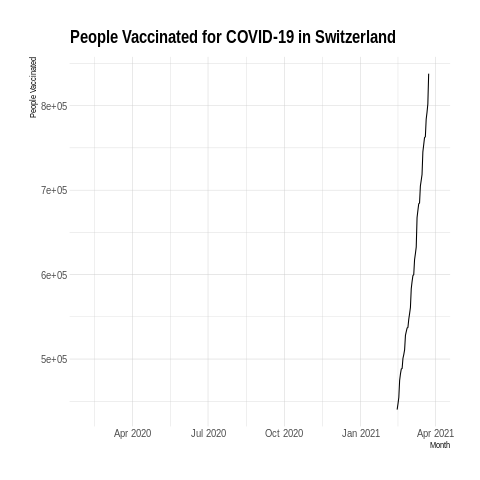 People Vaccinated for COVID-19 in Switzerland
People Vaccinated
8e+05
7e+05
6e+05
5e+05
Apr 2020 Jul 2020 Oct 2020 Jan 2021 Apr 2021
Month